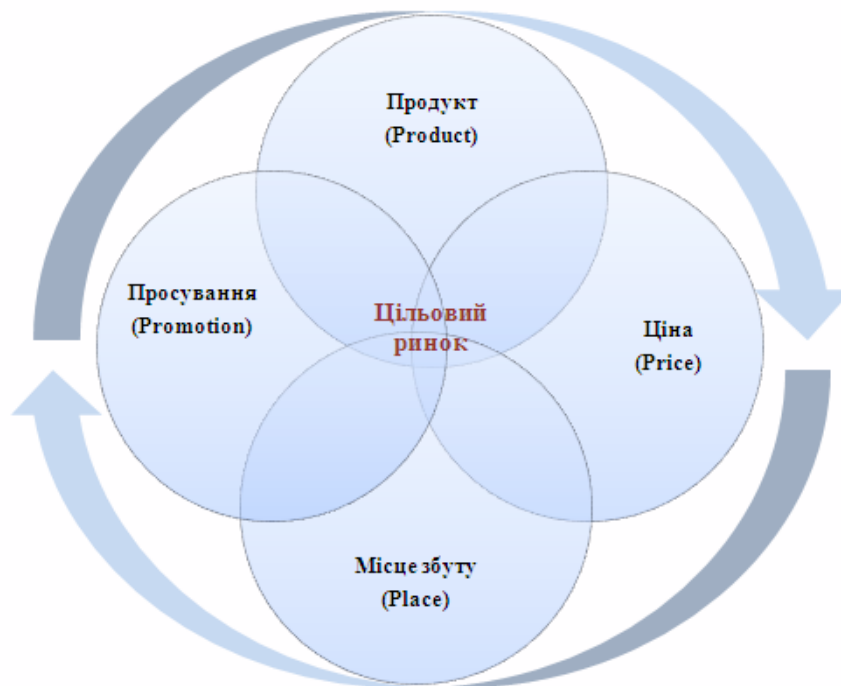 Продукт
(Product)
Просування
(Promotion)
Цільовий
ринок
Ціна
(Price)
Місце збуту
(Place)